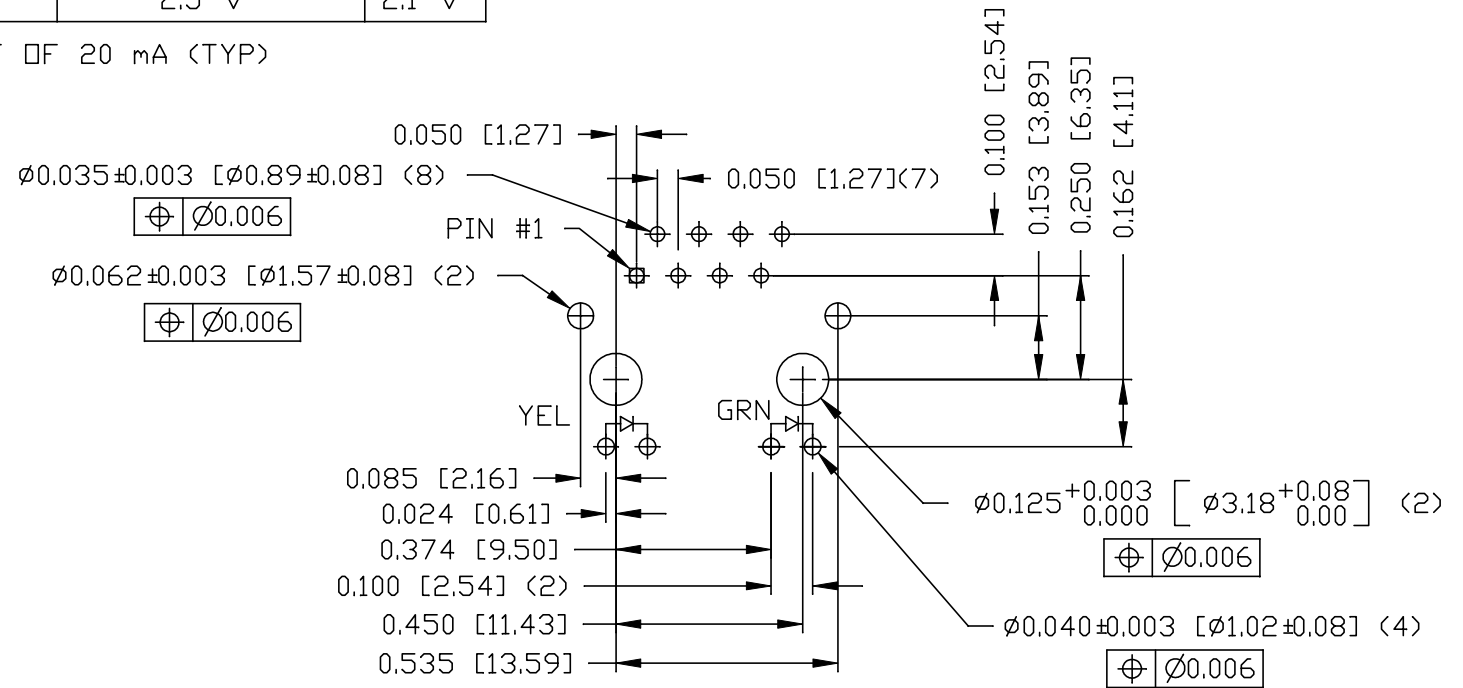 2.1 V
OF 20 mA (TYP)
0.100 [2.54]
0.153 [3.89]
0.250 [6.35]
0.162 [4.11]
0.050 [1.27]
Ø0.035±0.003 [Ø0.89±0.08] (8)
0.050 [1.27](7)
⌖ Ø0.006
PIN #1
Ø0.062±0.003 [Ø1.57±0.08] (2)
⌖ Ø0.006
YEL
GRN
0.085 [2.16]
0.024 [0.61]
0.374 [9.50]
0.100 [2.54] (2)
0.450 [11.43]
0.535 [13.59]
Ø0.125 +0.003 0.000 [ Ø3.18 +0.08 0.00 ] (2)
⌖ Ø0.006
Ø0.040±0.003 [Ø1.02±0.08] (4)
⌖ Ø0.006